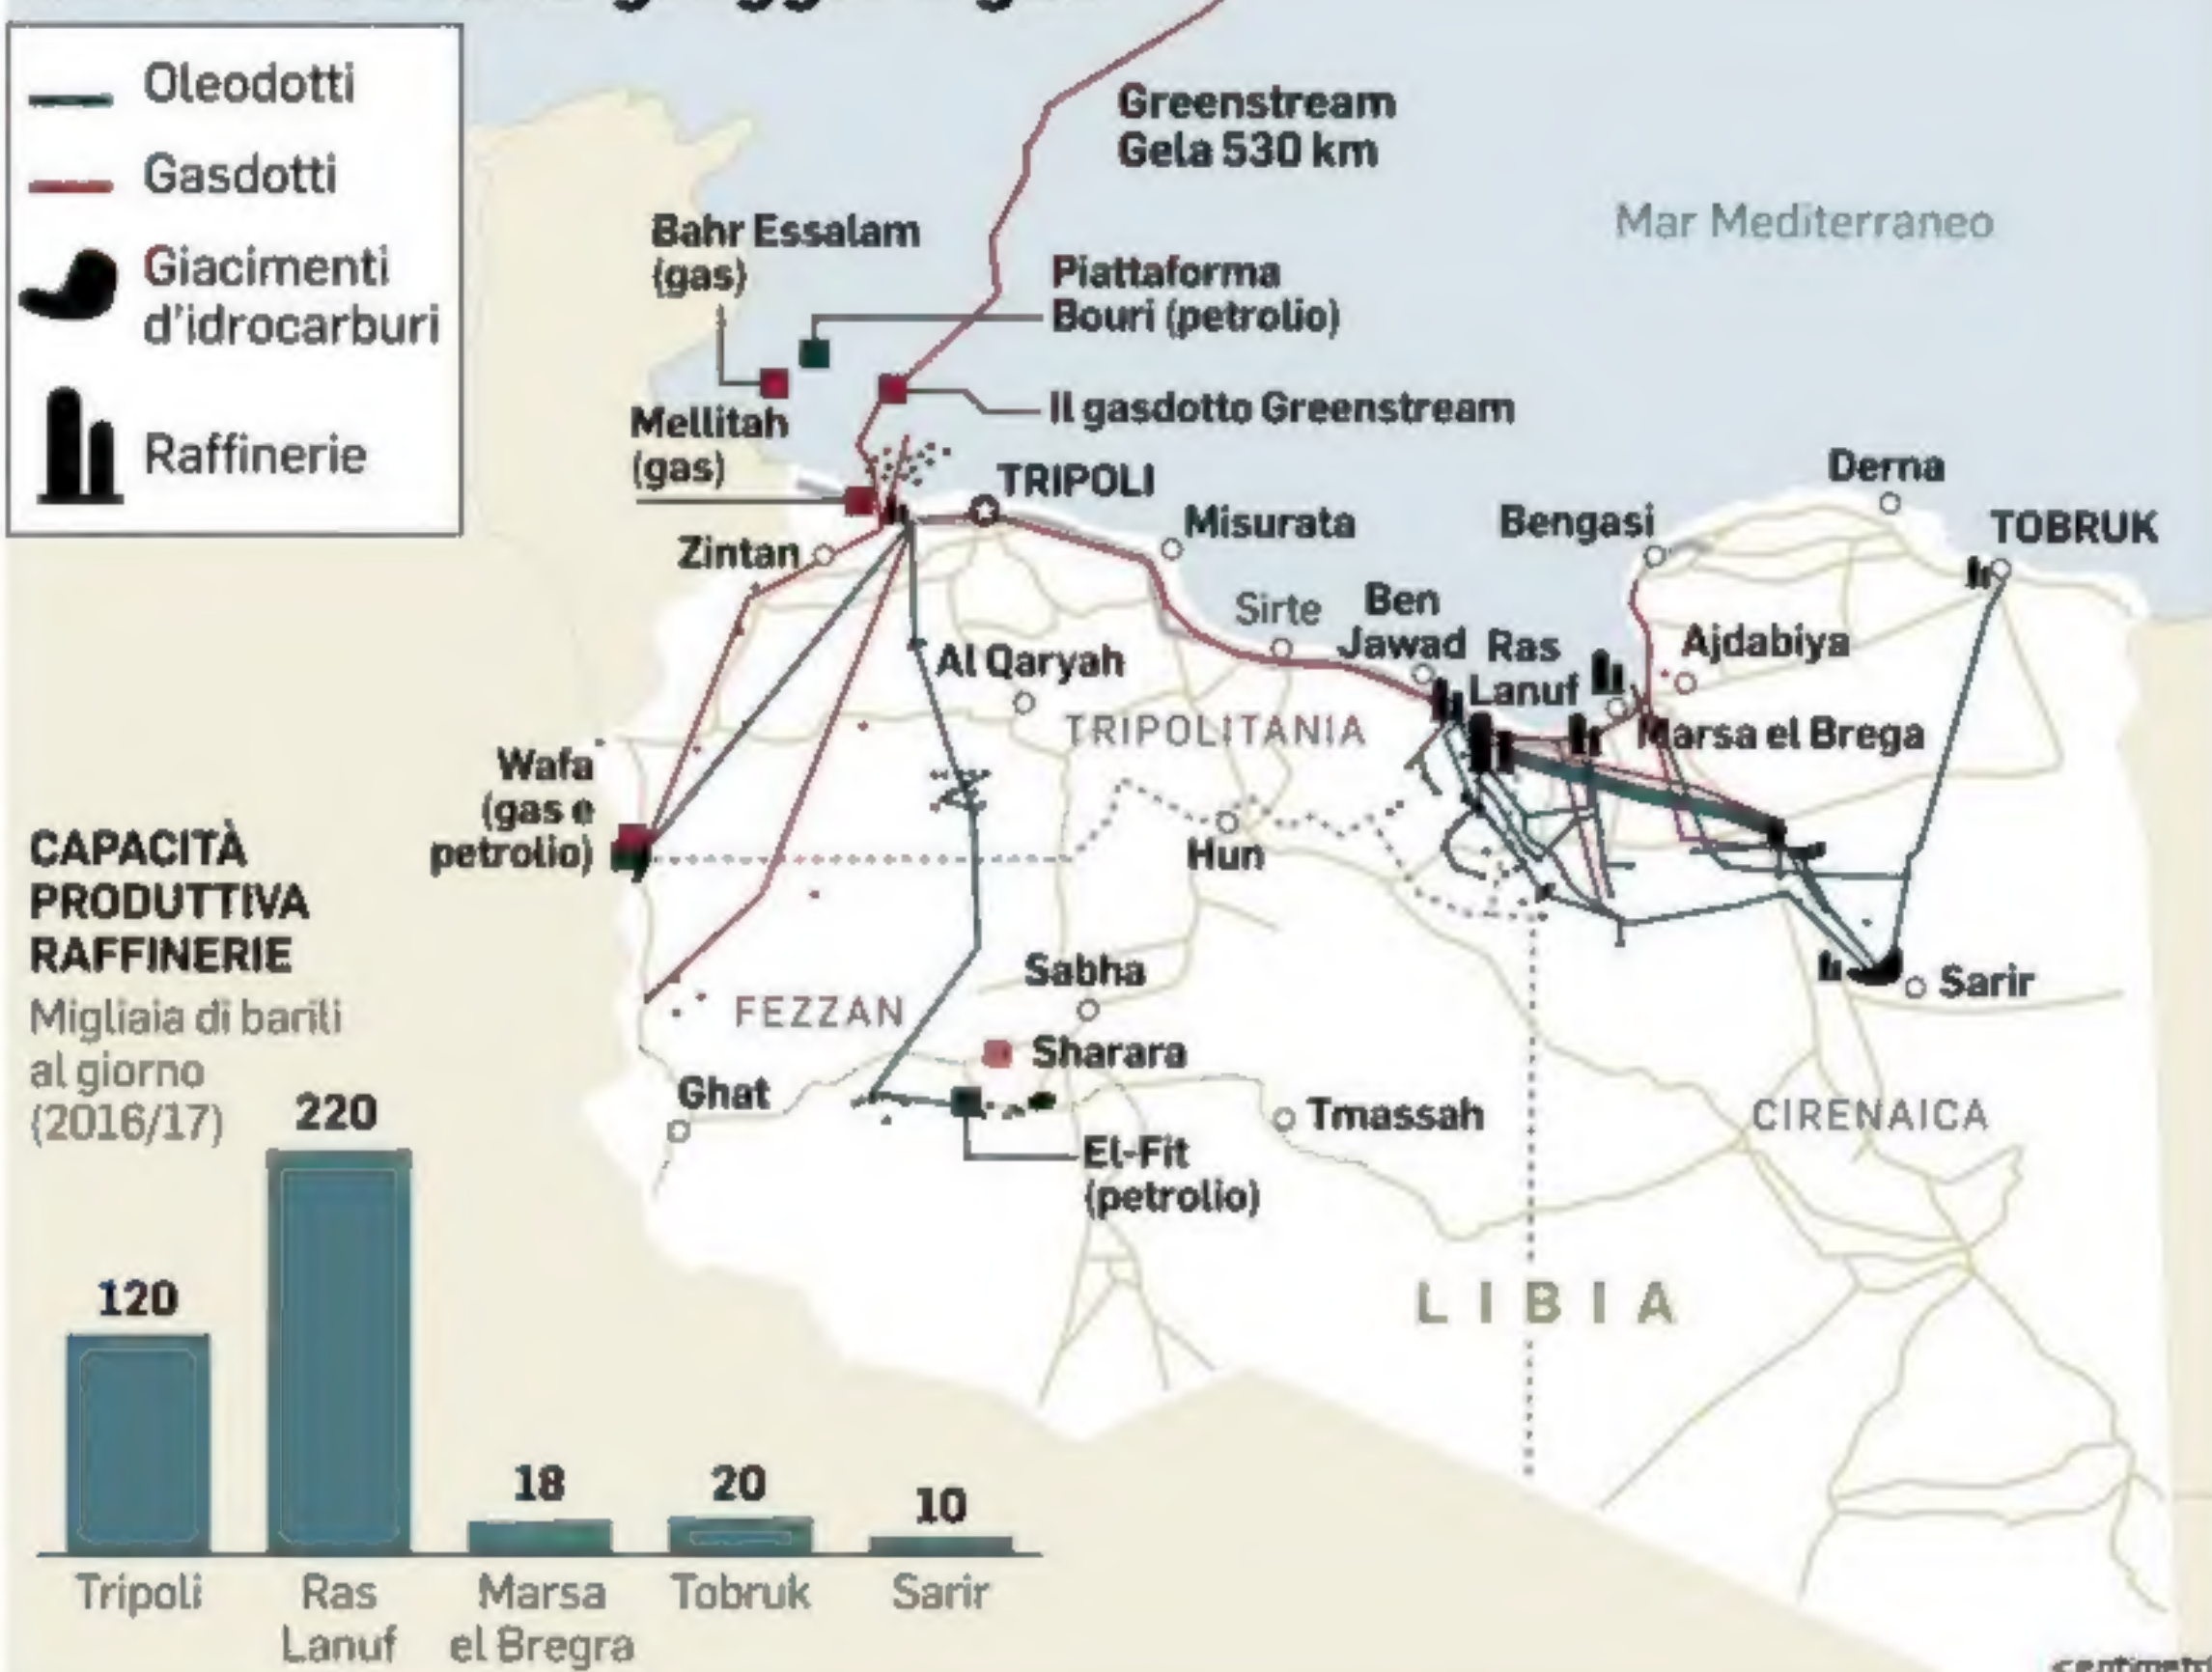 Oleodotti
Gasdotti
Giacimenti
d'idrocarburi
Raffinerie
Greenstream
Gela 530 km
Mar Mediterraneo
Bahr Essalam
(gas)
Piattaforma
Bouri (petrolio)
Il gasdotto Greenstream
Mellitah
(gas)
TRIPOLI
Misurata
Bengasi
Derna
TOBRUK
Zintan
Sirte
Ben
Jawad
Ras
Lanuf
Ajdabiya
Al Qaryah
TRIPOLITANIA
Marsa el Brega
Wafa
(gas e
petrolio)
Hun
Sabha
Sarir
FEZZAN
Sharara
Ghat
Tmassah
CIRENAICA
El-Fit
(petrolio)
LIBIA
CAPACITÀ
PRODUTTIVA
RAFFINERIE
Migliaia di barili
al giorno
(2016/17)
120
220
18
20
10
Tripoli
Ras
Lanuf
Marsa
el Bregra
Tobruk
Sarir